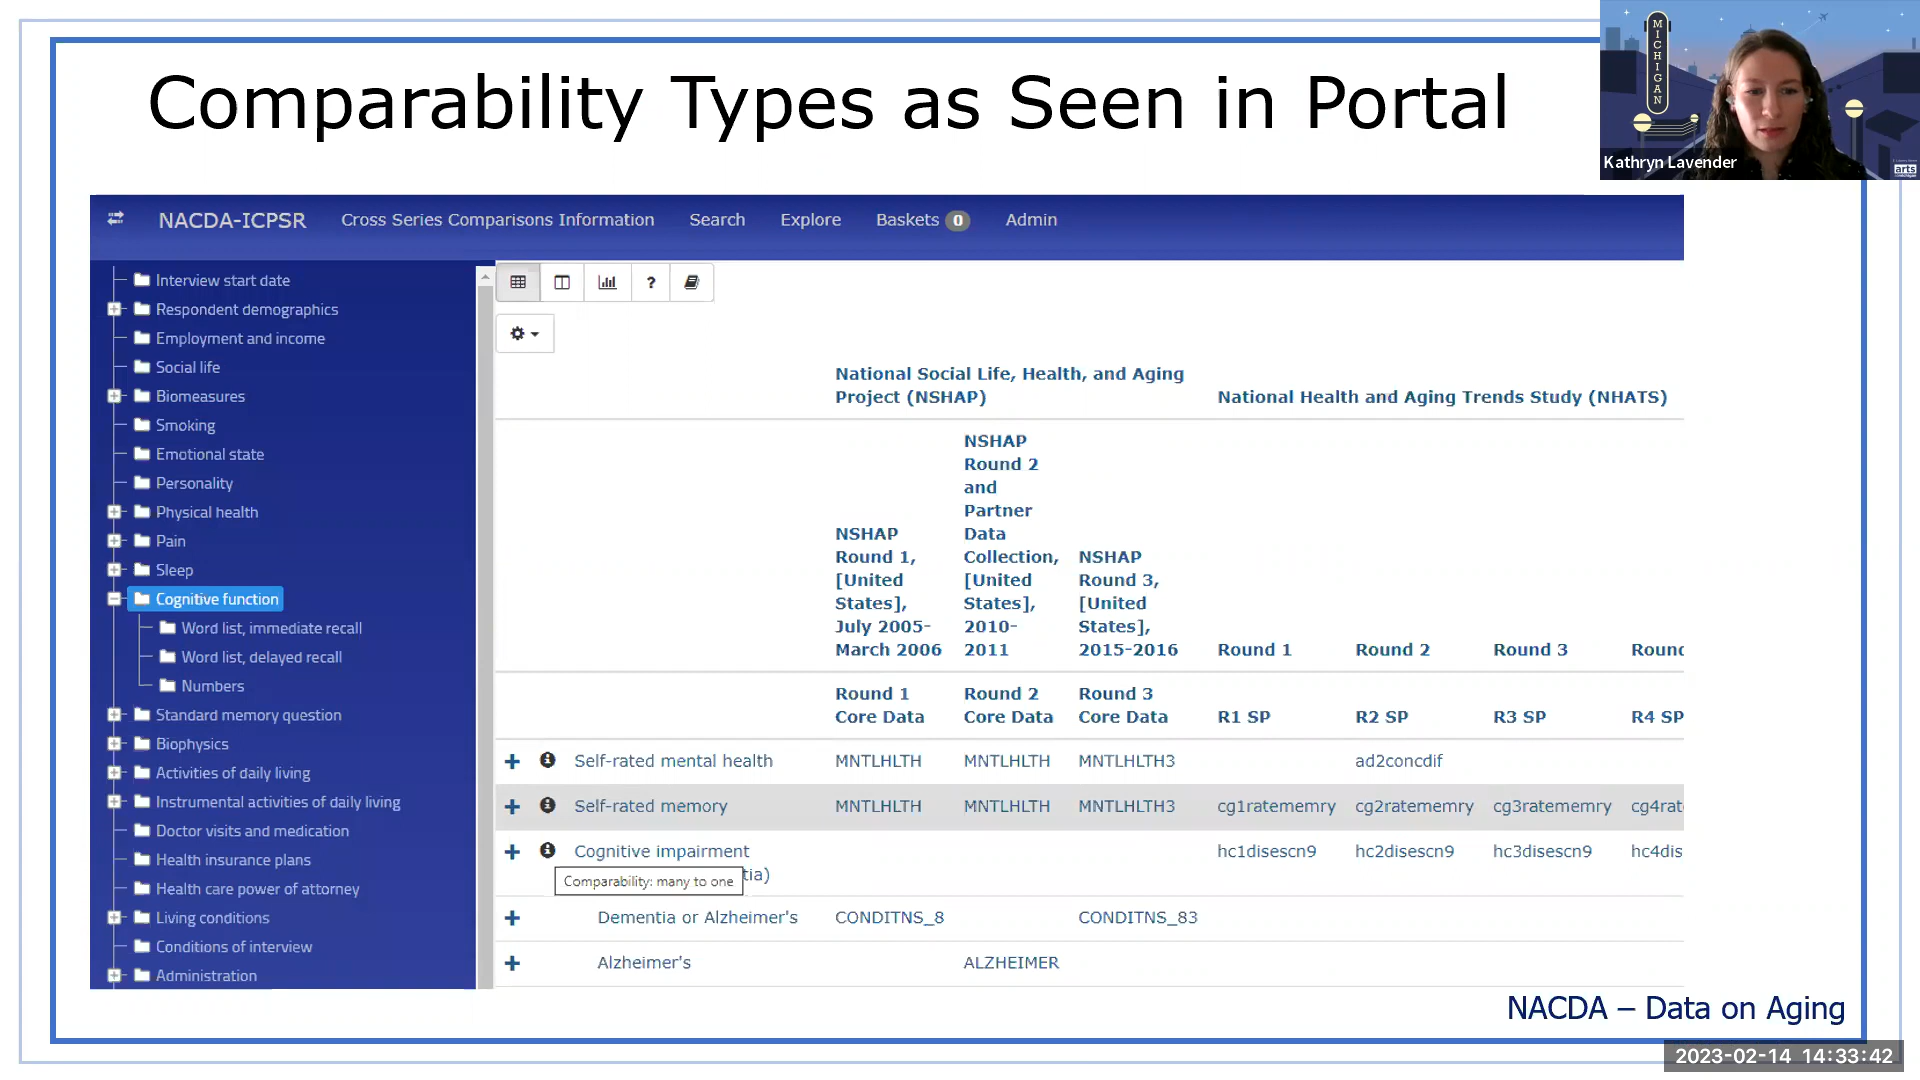 Comparability Types as Seen in Portal
MICHIGAN
Kathryn Lavender
arts
NACDA-ICPSR
Cross Series Comparisons Information
Search
Explore
Baskets 0
Admin
Interview start date
Respondent demographics
Employment and income
Social life
Biomeasures
Smoking
Emotional state
Personality
Physical health
Pain
Sleep
Cognitive function
Word list, immediate recall
Word list, delayed recall
Numbers
Standard memory question
Biophysics
Activities of daily living
Instrumental activities of daily living
Doctor visits and medication
Health insurance plans
Health care power of attorney
Living conditions
Conditions of interview
Administration
?
National Social Life, Health, and Aging
Project (NSHAP)
National Health and Aging Trends Study (NHATS)
NSHAP
Round 1,
[United
States],
July 2005-
March 2006
NSHAP
Round 2
and
Partner
Data
Collection,
[United
States],
2010-
2011
NSHAP
Round 3,
[United
States],
2015-2016
Round 1
Round 2
Round 3
Round
Round 1
Core Data
Round 2
Core Data
Round 3
Core Data
R1 SP
R2 SP
R3 SP
R4 SP
Self-rated mental health MNTLHLTH MNTLHLTH MNTLHLTH3 ad2concdif
Self-rated memory MNTLHLTH MNTLHLTH MNTLHLTH3 cg1ratememry cg2ratememry cg3ratememry cg4rat
Cognitive impairment hc1disescn9 hc2disescn9 hc3disescn9 hc4dis
tia)
Comparability: many to one
Dementia or Alzheimer's CONDITNS_8 CONDITNS_83
Alzheimer's ALZHEIMER
NACDA – Data on Aging
2023-02-14 14:33:42